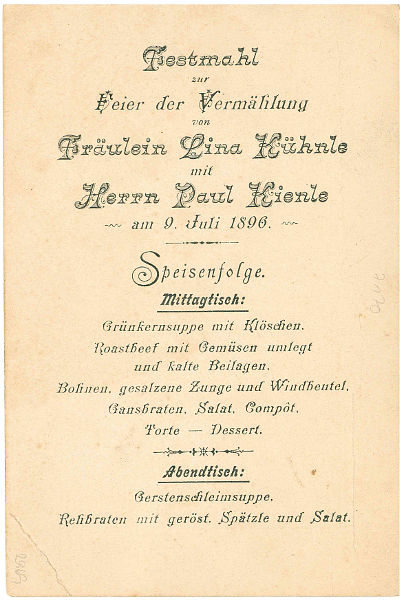 Festmahl
zur
Feier der Vermählung
von
Fräulein Lina Kühnle
mit
Herrn Paul Kienle
am 9. Juli 1896.
Speisenfolge.
Mittagtisch:
Grünkernsuppe mit Klöschen.
Roastbeef mit Gemüsen umlegt
und kalte Beilagen.
Bohnen, gesalzene Zunge und Windbeutel,
Gansbraten, Salat, Compôt.
Torte — Dessert.
Abendtisch:
Gerstenschleimsuppe.
Rehbraten mit geröst. Spätzle und Salat.